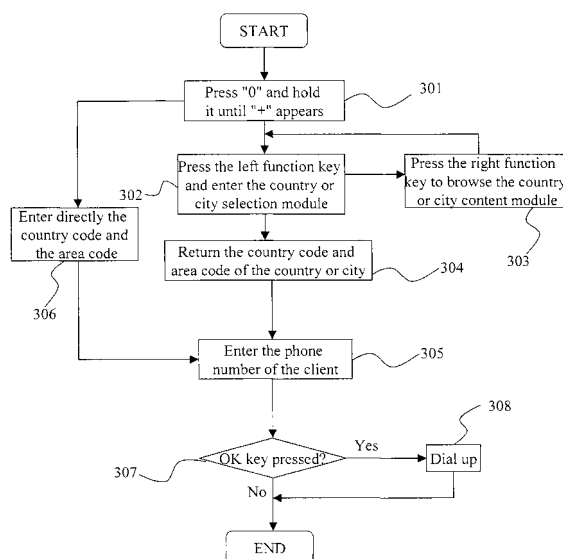 START
Press "0" and hold
it until "+" appears
301
Press the left function key
and enter the country or
city selection module
302
Press the right function
key to browse the country
or city content module
303
Enter directly the
country code and
the area code
306
Return the country code and
area code of the country or city
304
Enter the phone
number of the client
305
308
OK key pressed?
307
Yes
Dial up
No
END